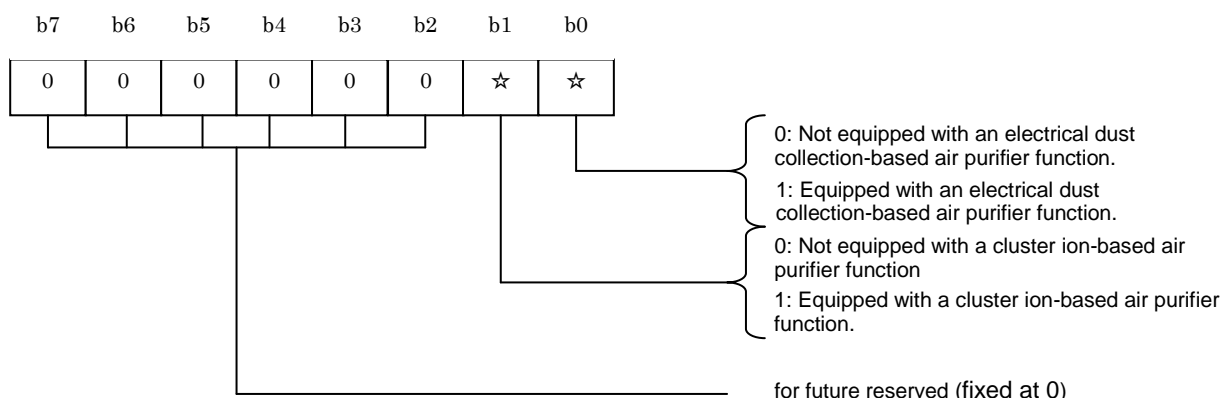 b7 b6 b5 b4 b3 b2 b1 b0
0 0 0 0 0 0 ☆ ☆
0: Not equipped with an electrical dust
collection-based air purifier function.
1: Equipped with an electrical dust
collection-based air purifier function.
0: Not equipped with a cluster ion-based air
purifier function
1: Equipped with a cluster ion-based air purifier
function.
for future reserved (fixed at 0)